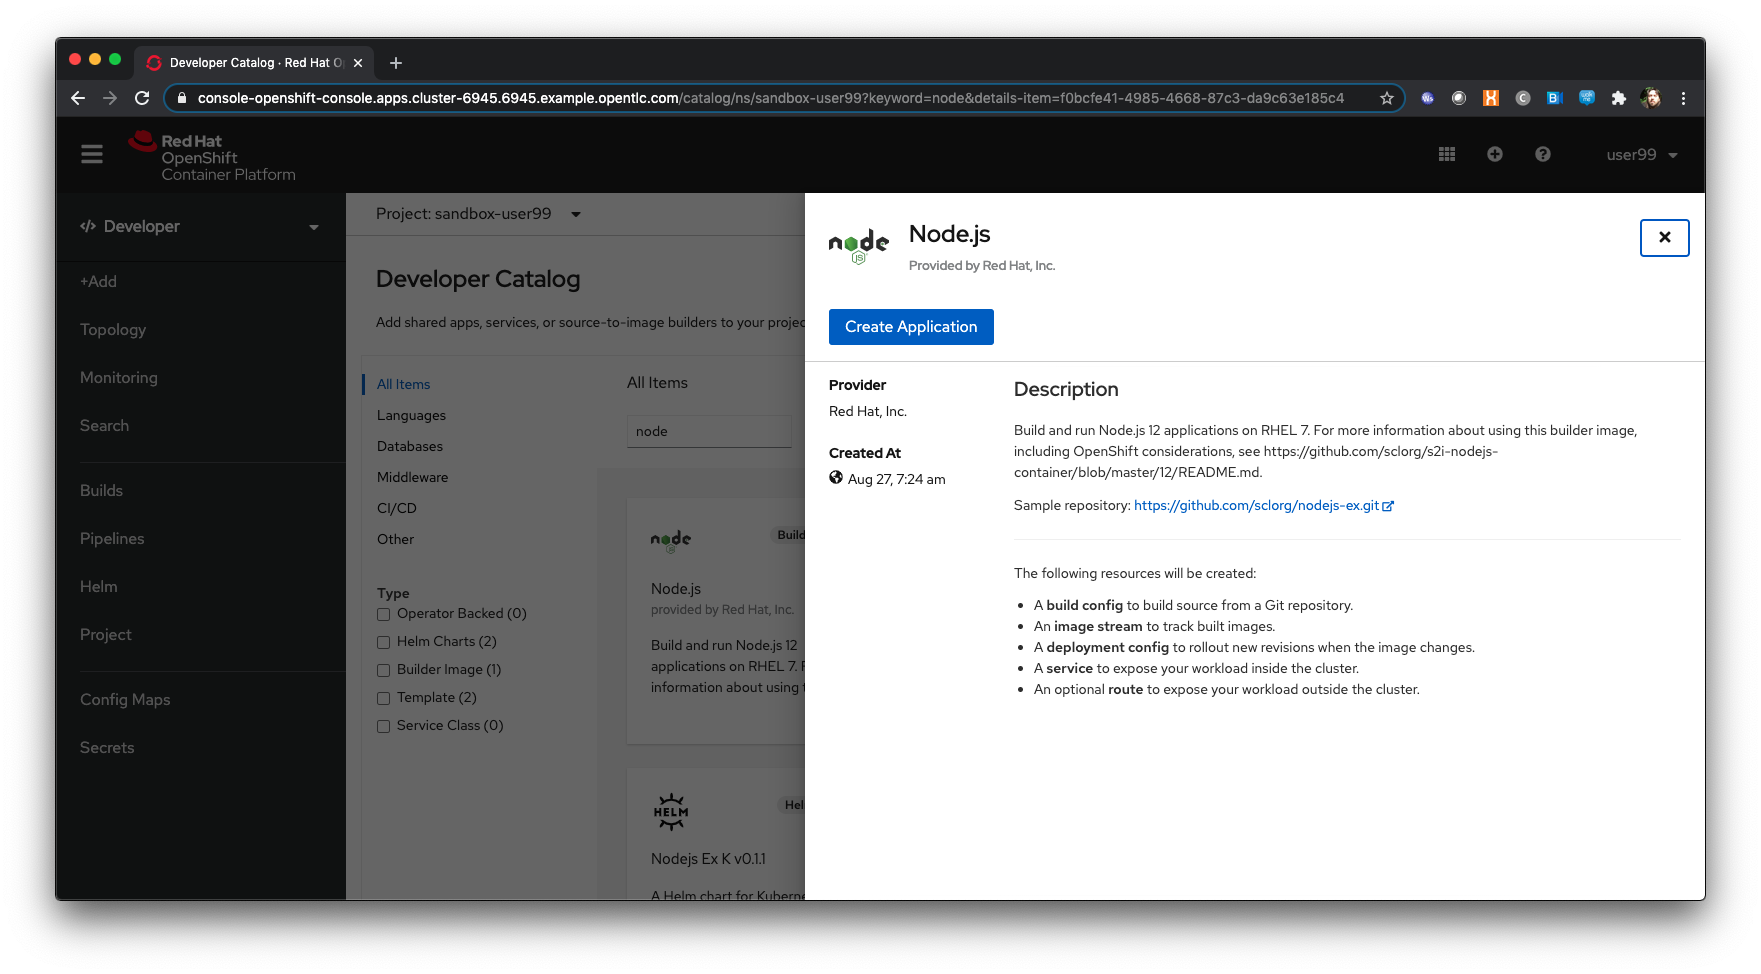 Developer Catalog · Red Hat O
console-openshift-console.apps.cluster-6945.6945.example.opentlc.com/catalog/ns/sandbox-user99?keyword=node&details-item=f0bcfe41-4985-4668-87c3-da9c63e185c4
Red Hat
OpenShift
Container Platform
user99
Developer
+Add
Topology
Monitoring
Search
Builds
Pipelines
Helm
Project
Config Maps
Secrets
Project: sandbox-user99
Developer Catalog
Add shared apps, services, or source-to-image builders to your projec
All Items
Languages
Databases
Middleware
CI/CD
Other
Type
Operator Backed (0)
Helm Charts (2)
Builder Image (1)
Template (2)
Service Class (0)
All Items
node
node
JS
Build
Node.js
provided by Red Hat, Inc.
Build and run Node.js 12
applications on RHEL 7. F
information about using t
HELM
Hel
Nodejs Ex K v0.1.1
A Helm chart for Kuberne
node
JS
Node.js
Provided by Red Hat, Inc.
Create Application
Provider
Red Hat, Inc.
Created At
Aug 27, 7:24 am
Description
Build and run Node.js 12 applications on RHEL 7. For more information about using this builder image,
including OpenShift considerations, see https://github.com/sclorg/s2i-nodejs-
container/blob/master/12/README.md.
Sample repository: https://github.com/sclorg/nodejs-ex.git
The following resources will be created:
• A build config to build source from a Git repository.
• An image stream to track built images.
• A deployment config to rollout new revisions when the image changes.
• A service to expose your workload inside the cluster.
• An optional route to expose your workload outside the cluster.